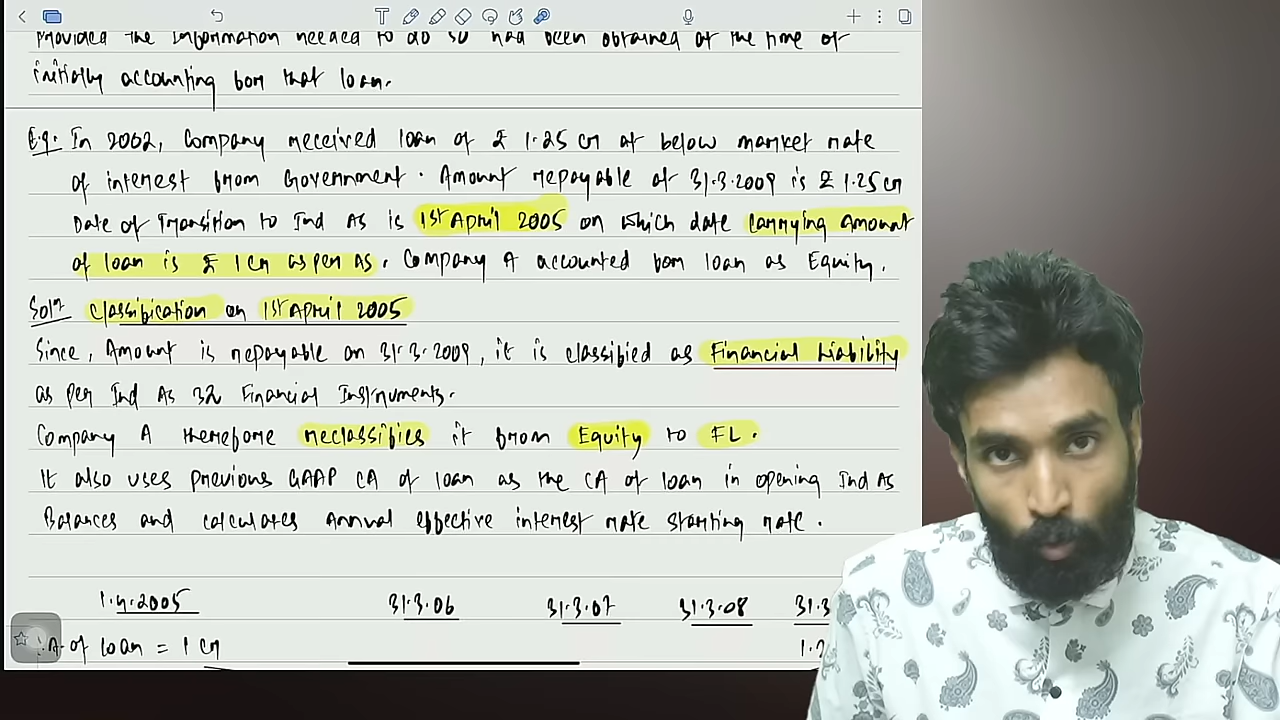 Provided the Information needed to do so had been obtained at the time of
initially accounting for that loan.
E.g. In 2002, Company received loan of ₹ 1.25 cr at below market rate
of interest from Government. Amount repayable at 31.3.2009 is ₹ 1.25 cr
Date of Transition to Ind As is 1st April 2005 on which date carrying Amount
of loan is ₹ 1 cr as per AS. Company A accounted for loan as Equity.
Solⁿ Classification on 1st April 2005
Since, Amount is repayable on 31.3.2009, it is classified as Financial Liability
as per Ind As 32 Financial Instruments.
Company A therefore reclassifies it from Equity to FL.
It also uses previous GAAP CA of loan as the CA of loan in opening Ind As
Balances and calculates Annual effective interest rate starting rate.
1.4.2005 31.3.06 31.3.07 31.3.08 31.3
.A. of loan = 1 cr 1.2